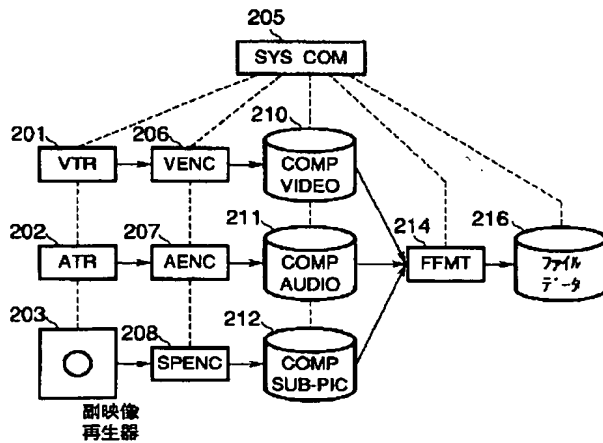 205
SYS COM
201
VTR
206
VENC
210
COMP
VIDEO
202
ATR
207
AENC
211
COMP
AUDIO
214
FFMT
216
ファイル
データ
203
副映像
再生器
208
SPENC
212
COMP
SUB-PIC